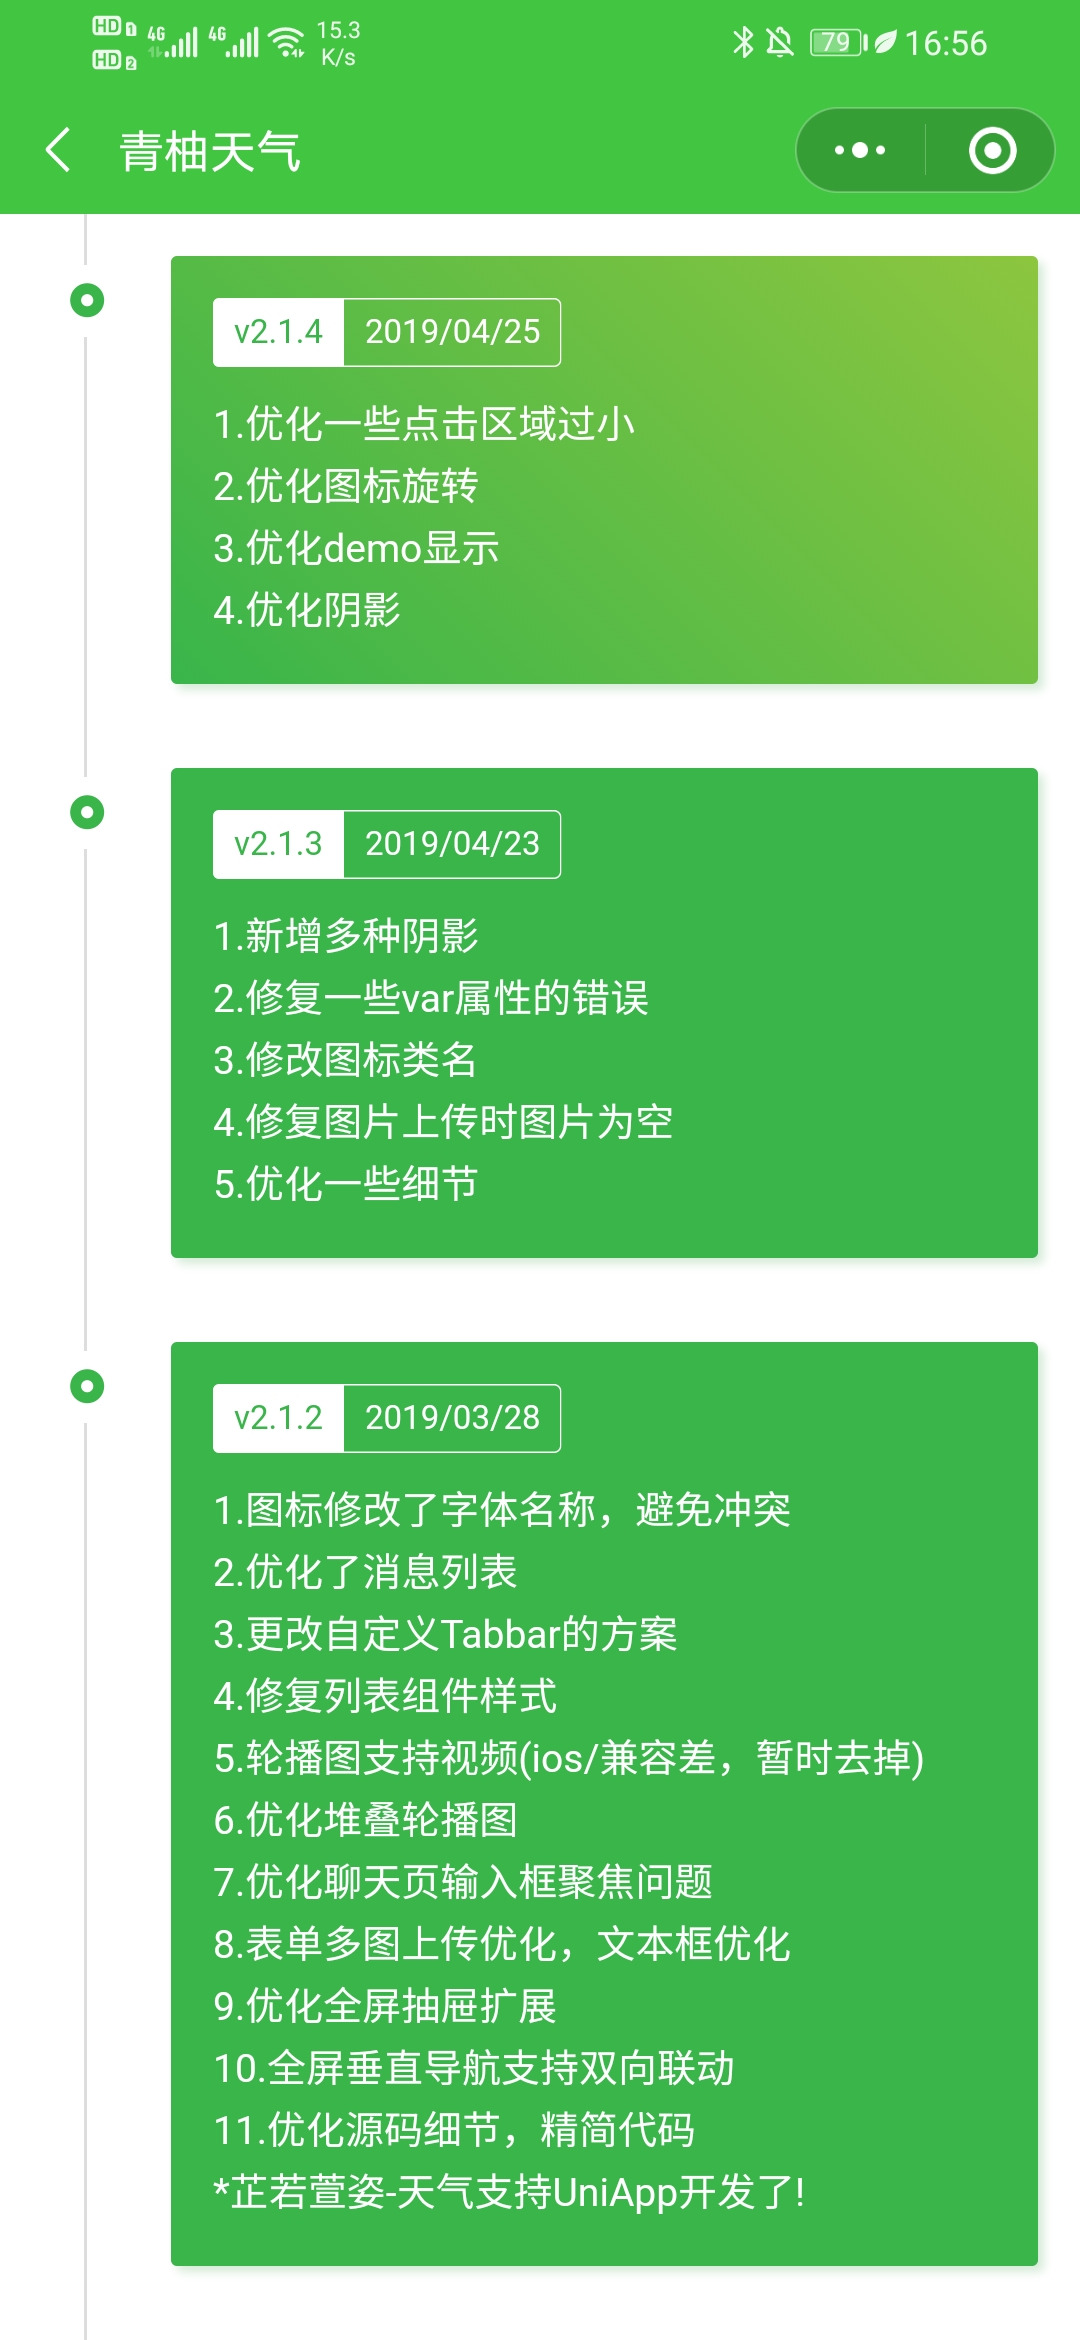 HD 1 4G 4G 15.3
HD 2 K/s
79 16:56
青柚天气
v2.1.4 2019/04/25
1.优化一些点击区域过小
2.优化图标旋转
3.优化demo显示
4.优化阴影
v2.1.3 2019/04/23
1.新增多种阴影
2.修复一些var属性的错误
3.修改图标类名
4.修复图片上传时图片为空
5.优化一些细节
v2.1.2 2019/03/28
1.图标修改了字体名称，避免冲突
2.优化了消息列表
3.更改自定义Tabbar的方案
4.修复列表组件样式
5.轮播图支持视频(ios/兼容差，暂时去掉)
6.优化堆叠轮播图
7.优化聊天页输入框聚焦问题
8.表单多图上传优化，文本框优化
9.优化全屏抽屉扩展
10.全屏垂直导航支持双向联动
11.优化源码细节，精简代码
*芷若萱姿-天气支持UniApp开发了!